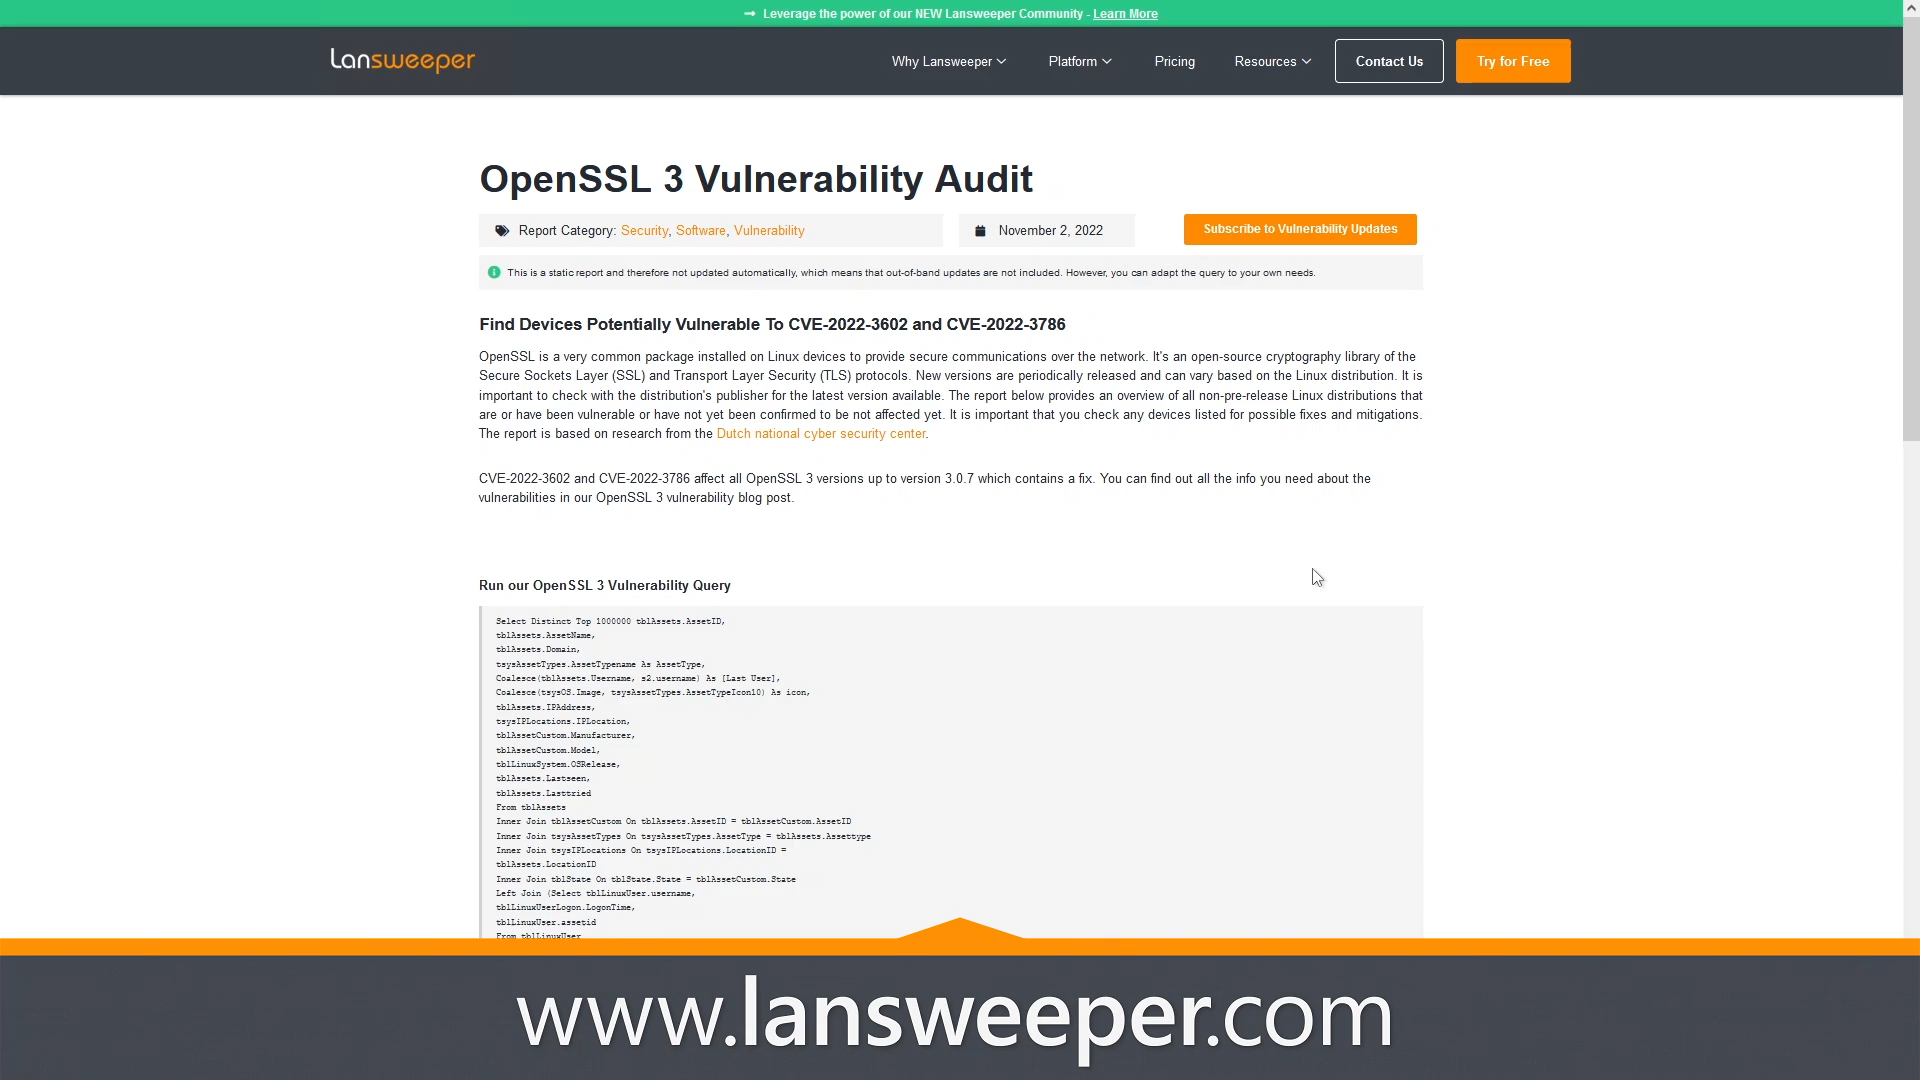 Leverage the power of our NEW Lansweeper Community - Learn More
Lansweeper
Why Lansweeper
Platform
Pricing
Resources
Contact Us
Try for Free
OpenSSL 3 Vulnerability Audit
Report Category: Security, Software, Vulnerability
November 2, 2022
Subscribe to Vulnerability Updates
This is a static report and therefore not updated automatically, which means that out-of-band updates are not included. However, you can adapt the query to your own needs.
Find Devices Potentially Vulnerable To CVE-2022-3602 and CVE-2022-3786
OpenSSL is a very common package installed on Linux devices to provide secure communications over the network. It's an open-source cryptography library of the
Secure Sockets Layer (SSL) and Transport Layer Security (TLS) protocols. New versions are periodically released and can vary based on the Linux distribution. It is
important to check with the distribution's publisher for the latest version available. The report below provides an overview of all non-pre-release Linux distributions that
are or have been vulnerable or have not yet been confirmed to be not affected yet. It is important that you check any devices listed for possible fixes and mitigations.
The report is based on research from the Dutch national cyber security center.
CVE-2022-3602 and CVE-2022-3786 affect all OpenSSL 3 versions up to version 3.0.7 which contains a fix. You can find out all the info you need about the
vulnerabilities in our OpenSSL 3 vulnerability blog post.
Run our OpenSSL 3 Vulnerability Query
Select Distinct Top 1000000 tblAssets.AssetID,
tblAssets.AssetName,
tblAssets.Domain,
tsysAssetTypes.AssetTypename As AssetType,
Coalesce(tblAssets.Username, s2.username) As [Last User],
Coalesce(tsysOS.Image, tsysAssetTypes.AssetTypeIcon10) As icon,
tblAssets.IPAddress,
tsysIPLocations.IPLocation,
tblAssetCustom.Manufacturer,
tblAssetCustom.Model,
tblLinuxSystem.OSRelease,
tblAssets.Lastseen,
tblAssets.Lasttried
From tblAssets
Inner Join tblAssetCustom On tblAssets.AssetID = tblAssetCustom.AssetID
Inner Join tsysAssetTypes On tsysAssetTypes.AssetType = tblAssets.Assettype
Inner Join tsysIPLocations On tsysIPLocations.LocationID =
tblAssets.LocationID
Inner Join tblState On tblState.State = tblAssetCustom.State
Left Join (Select tblLinuxUser.username,
tblLinuxUserLogon.LogonTime,
tblLinuxUser.assetid
From tblLinuxUser
www.lansweeper.com